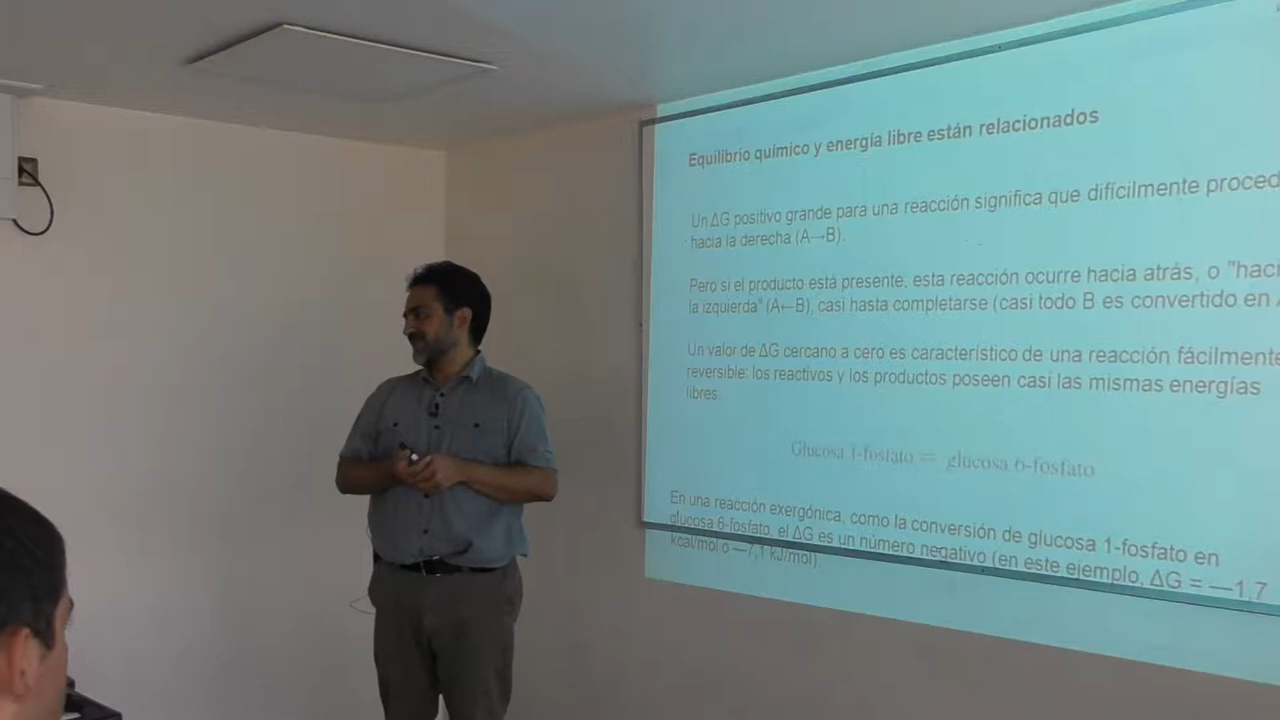 Equilibrio químico y energía libre están relacionados
Un ΔG positivo grande para una reacción significa que difícilmente proced
hacia la derecha (A→B).
Pero si el producto está presente, esta reacción ocurre hacia atrás, o "haci
la izquierda" (A←B), casi hasta completarse (casi todo B es convertido en A
Un valor de ΔG cercano a cero es característico de una reacción fácilmente
reversible: los reactivos y los productos poseen casi las mismas energías
libres.
Glucosa 1-fosfato = glucosa 6-fosfato
En una reacción exergónica, como la conversión de glucosa 1-fosfato en
glucosa 6-fosfato, el ΔG es un número negativo (en este ejemplo, ΔG = —1,7
kcal/mol o —7,1 kJ/mol).